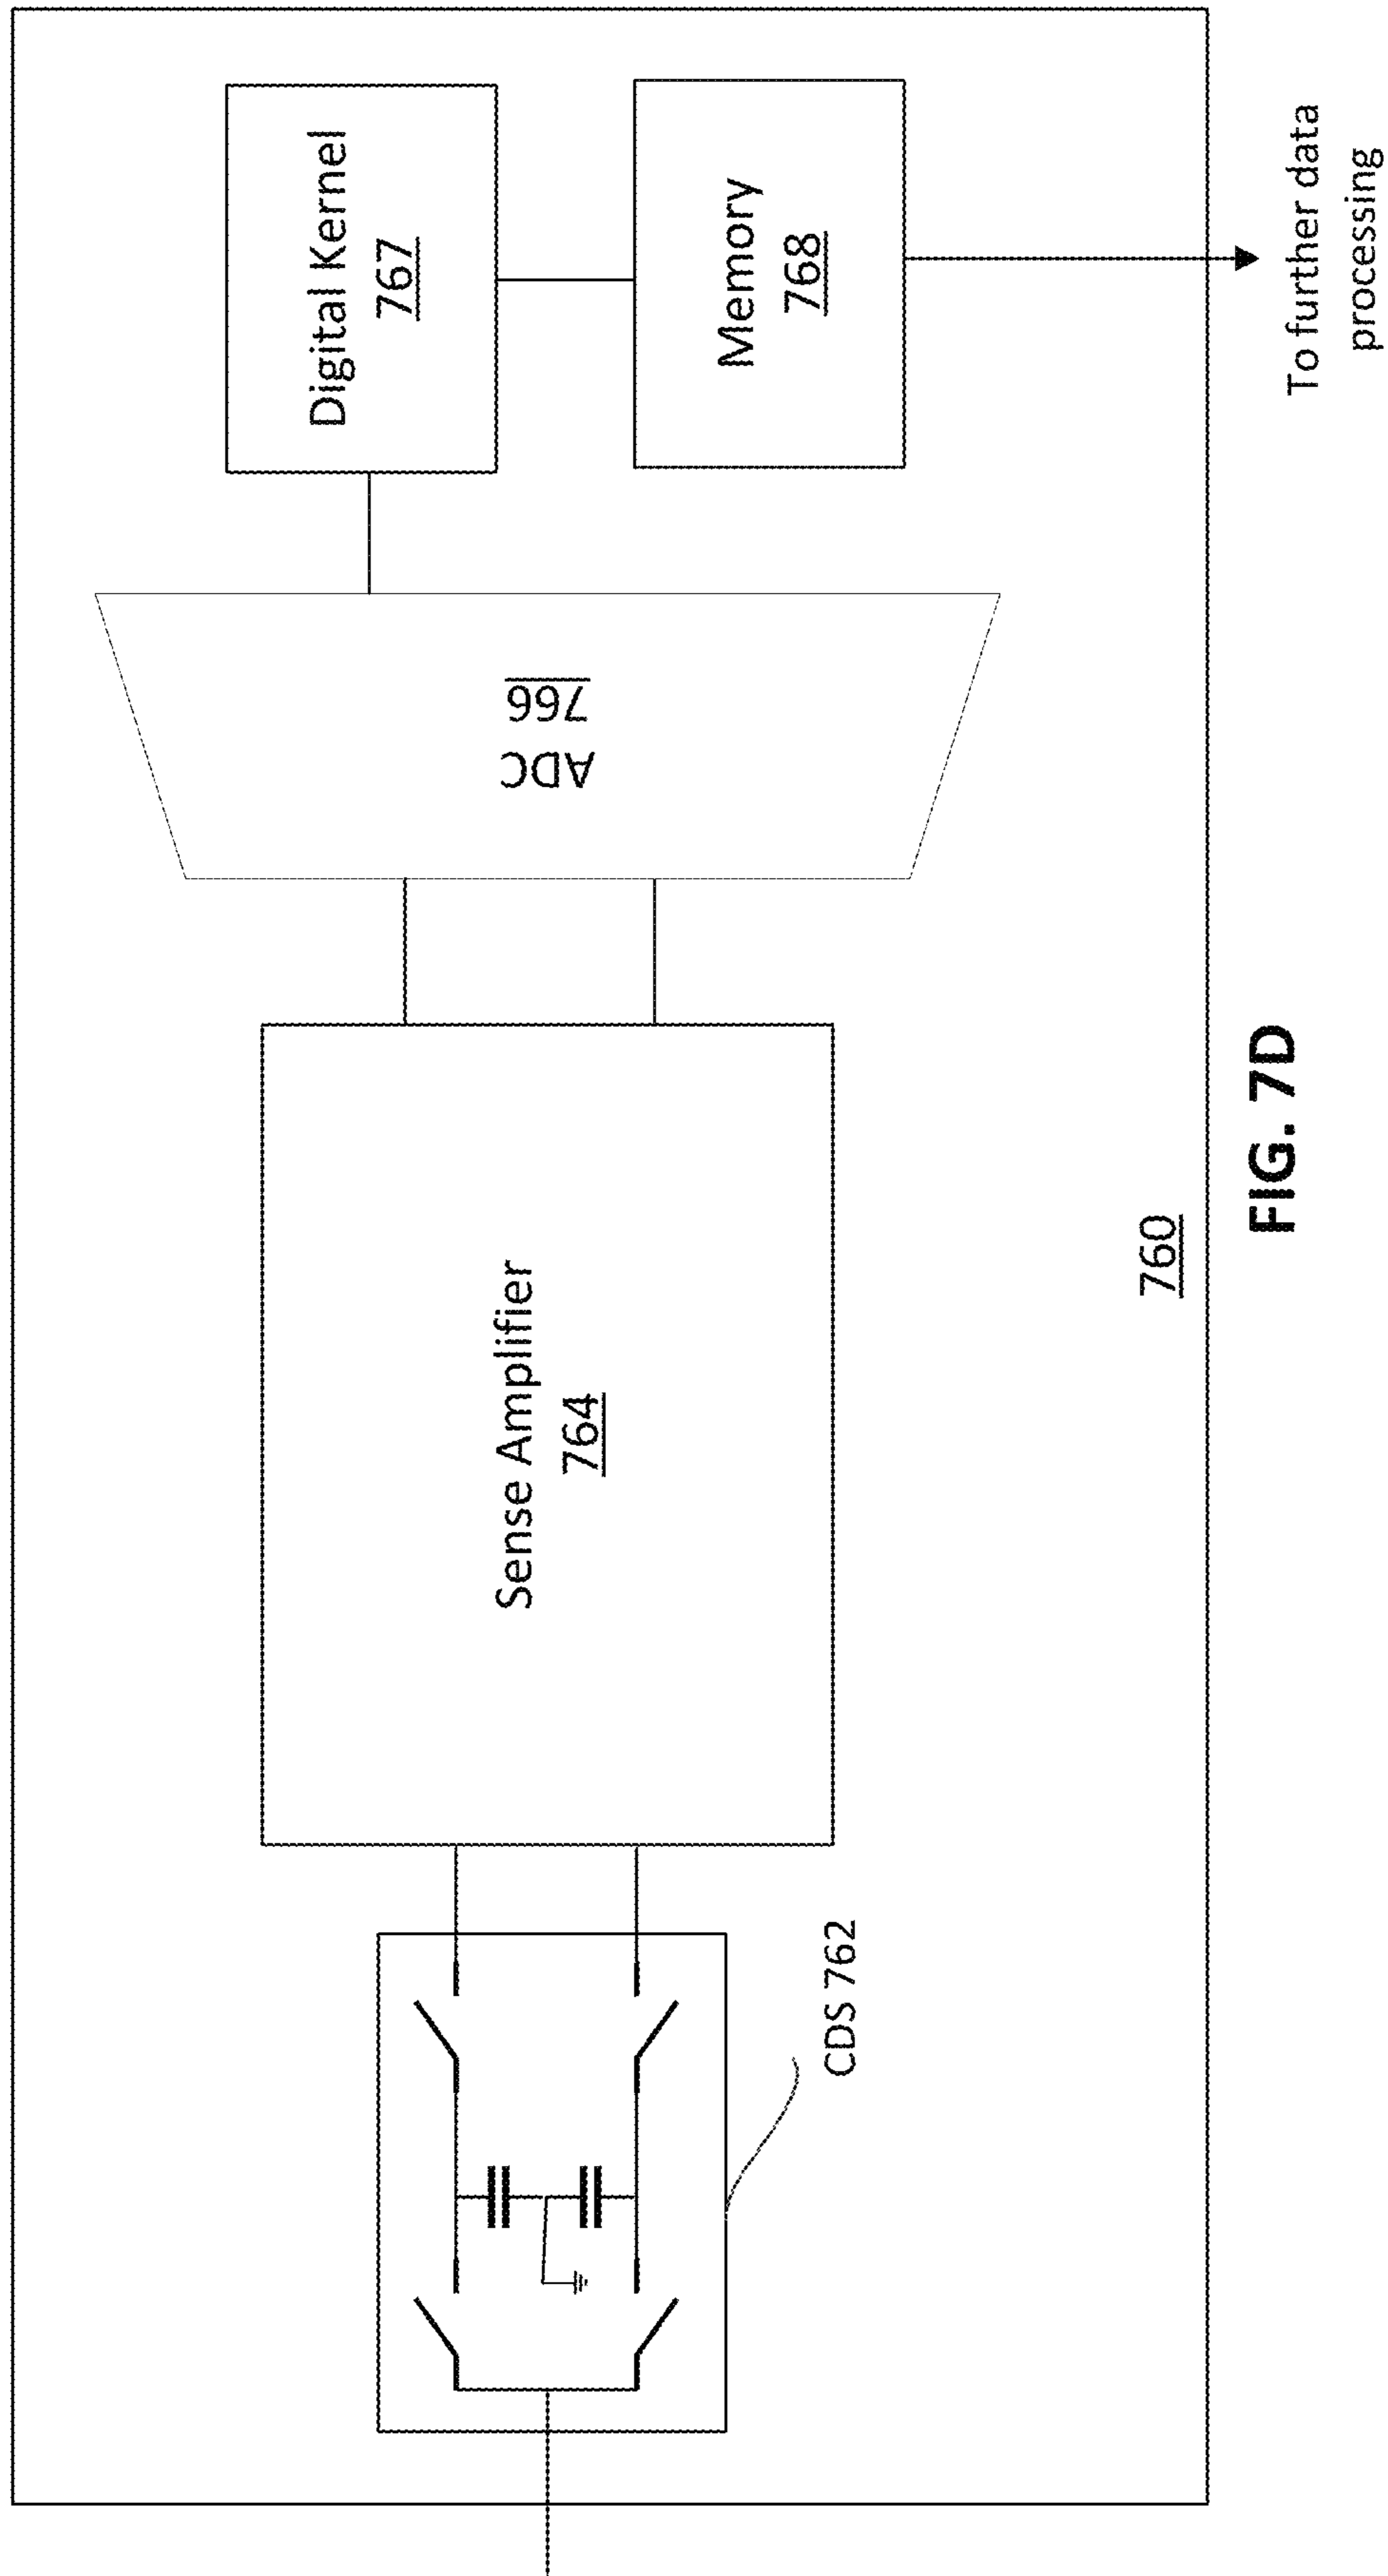 CDS 762
Sense Amplifier
764
ADC
766
Digital Kernel
767
Memory
768
760
To further data
processing
FIG. 7D